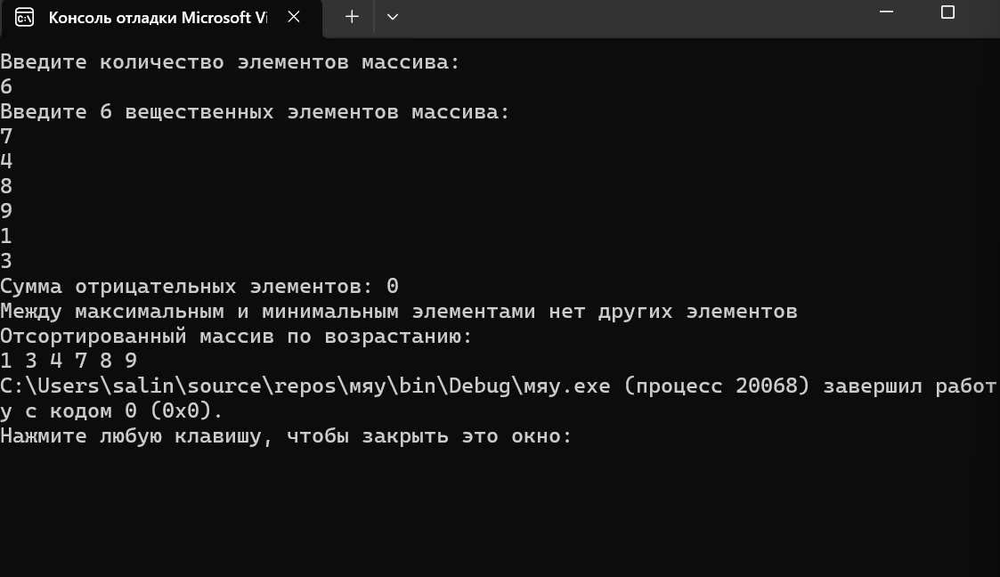 Консоль отладки Microsoft Vi
Введите количество элементов массива:
6
Введите 6 вещественных элементов массива:
7
4
8
9
1
3
Сумма отрицательных элементов: 0
Между максимальным и минимальным элементами нет других элементов
Отсортированный массив по возрастанию:
1 3 4 7 8 9
C:\Users\salin\source\repos\мяу\bin\Debug\мяу.exe (процесс 20068) завершил работ
у с кодом 0 (0x0).
Нажмите любую клавишу, чтобы закрыть это окно: